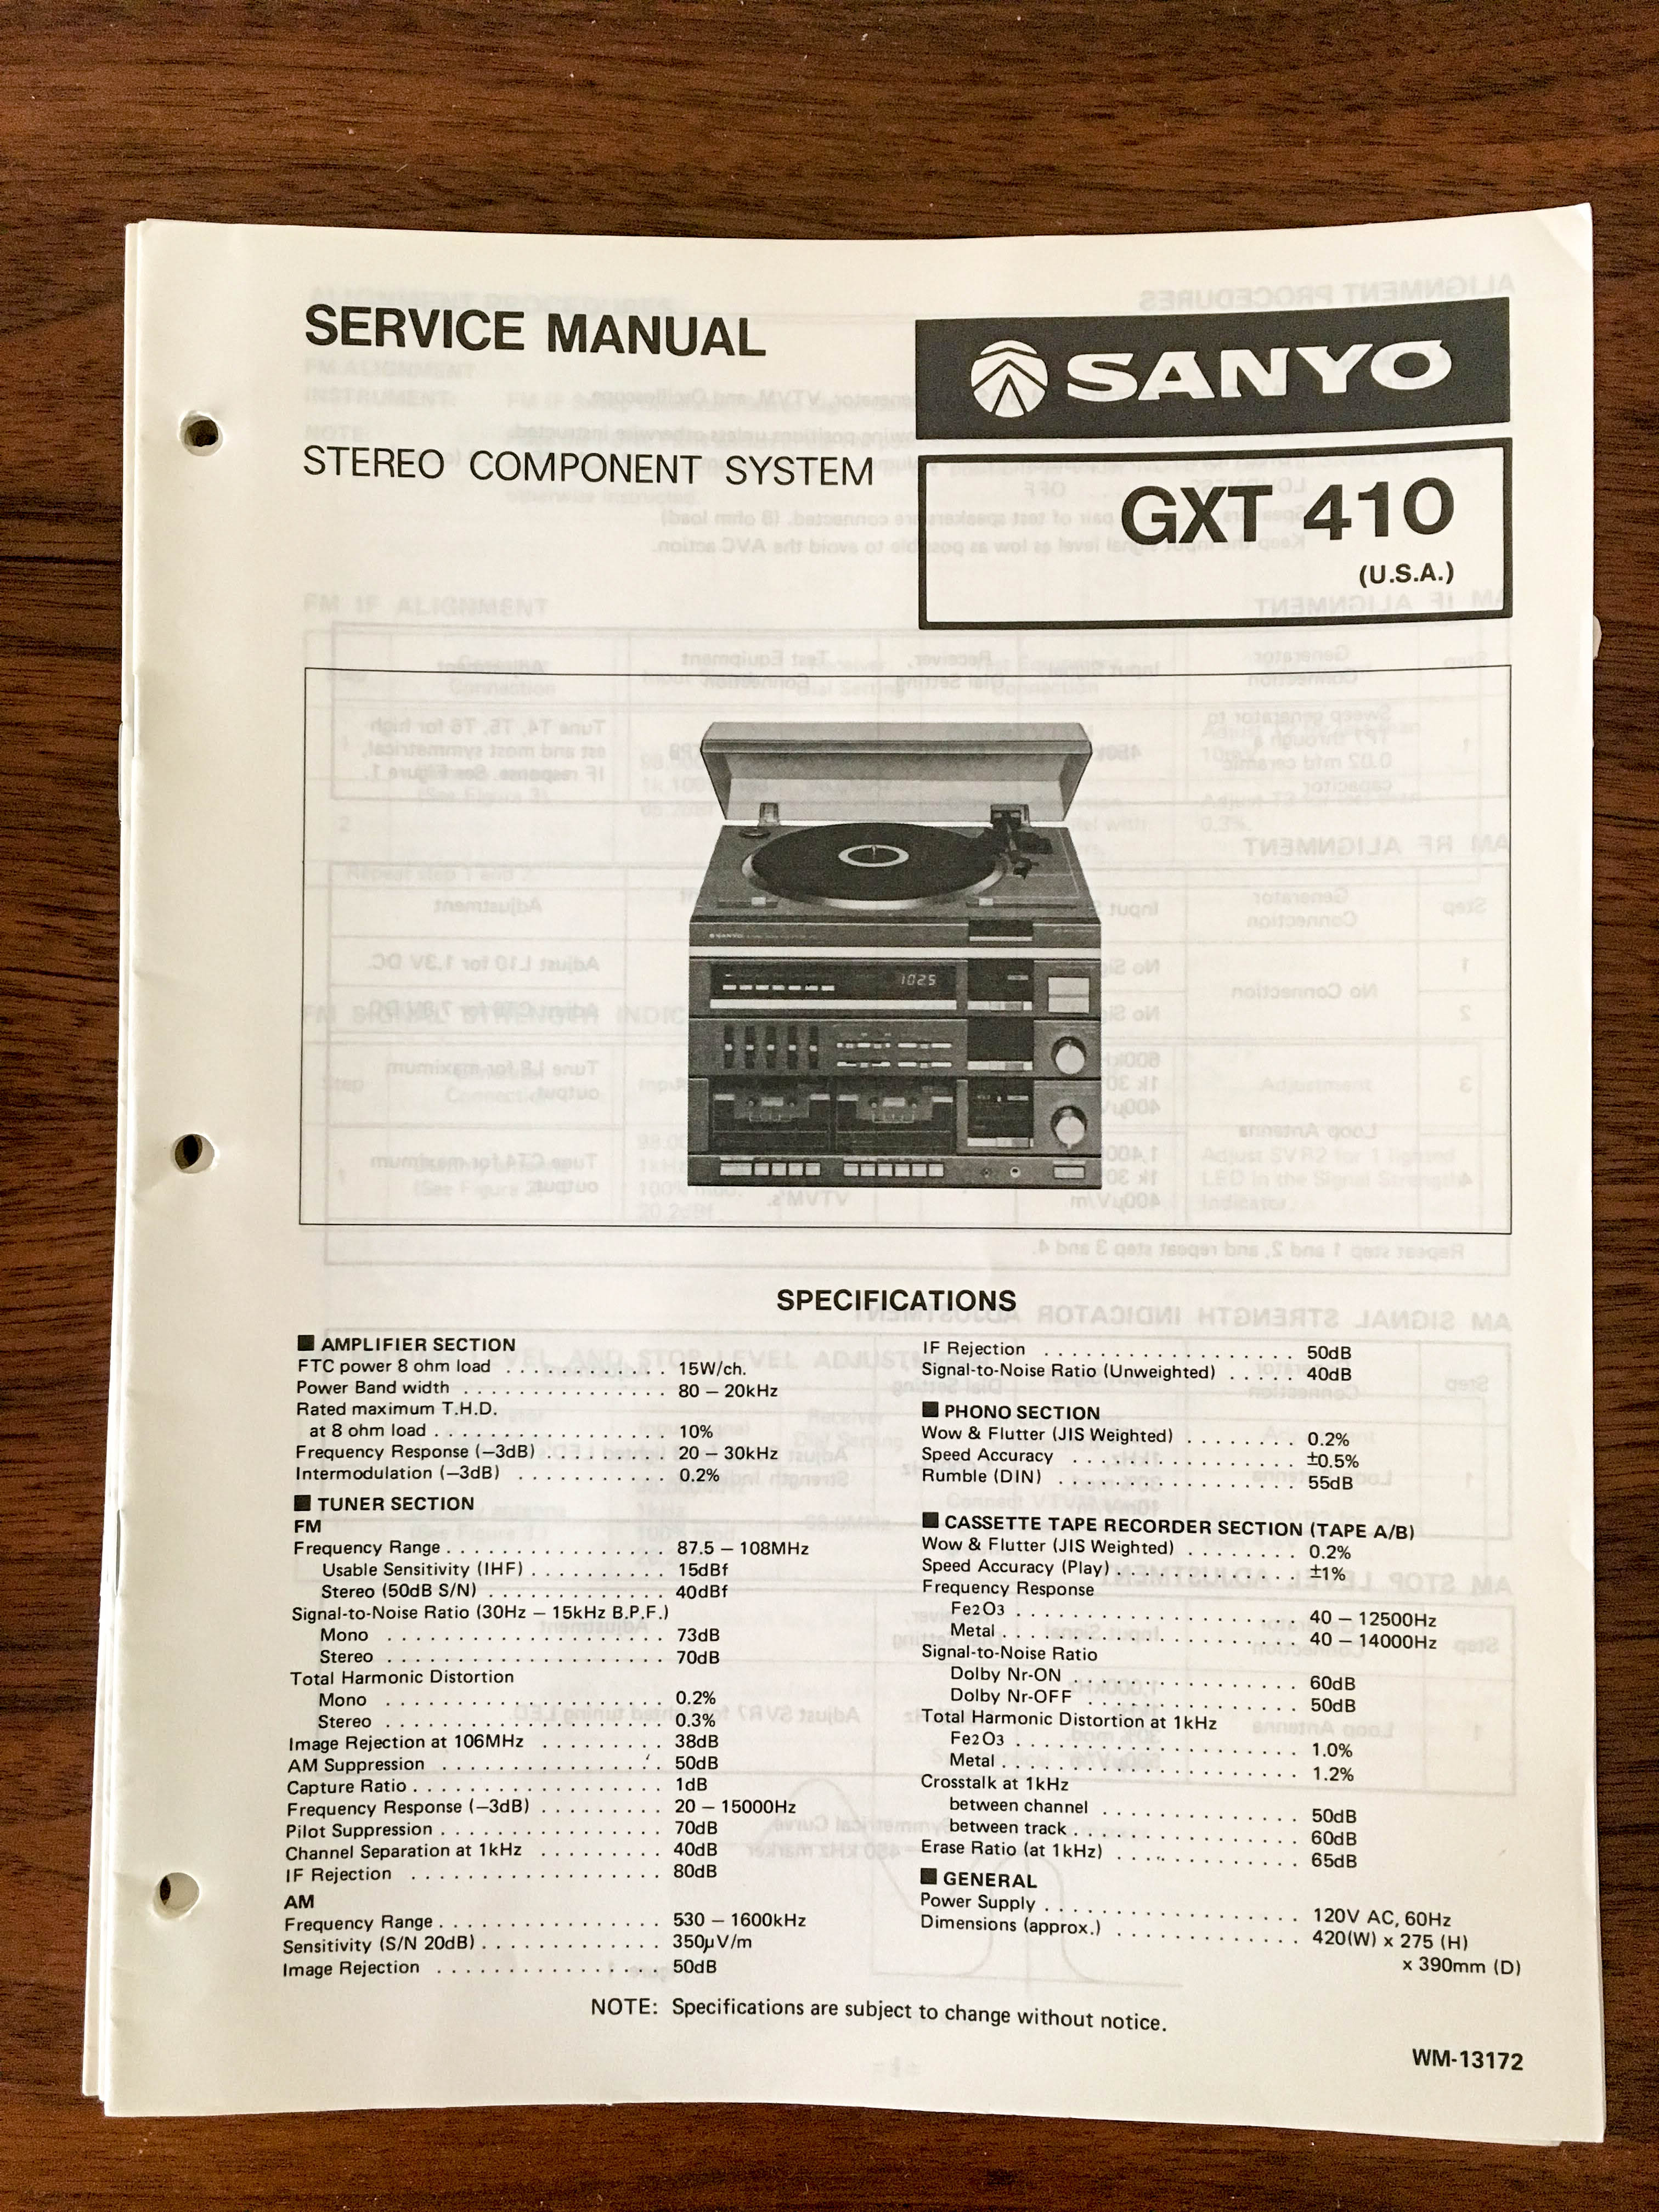 SERVICE MANUAL
SANYO
STEREO COMPONENT SYSTEM
GXT 410
(U.S.A.)
SANYO
102.5
SPECIFICATIONS
■ AMPLIFIER SECTION
FTC power 8 ohm load . . . . . . . . . . . . 15W/ch.
Power Band width . . . . . . . . . . . . . . . 80 – 20kHz
Rated maximum T.H.D.
at 8 ohm load . . . . . . . . . . . . . . . . . 10%
Frequency Response (–3dB) . . . . . . . . 20 – 30kHz
Intermodulation (–3dB) . . . . . . . . . . . 0.2%
■ TUNER SECTION
FM
Frequency Range . . . . . . . . . . . . . . . . 87.5 – 108MHz
Usable Sensitivity (IHF) . . . . . . . . . . 15dBf
Stereo (50dB S/N) . . . . . . . . . . . . . . 40dBf
Signal-to-Noise Ratio (30Hz – 15kHz B.P.F.)
Mono . . . . . . . . . . . . . . . . . . . . . 73dB
Stereo . . . . . . . . . . . . . . . . . . . . . 70dB
Total Harmonic Distortion
Mono . . . . . . . . . . . . . . . . . . . . . 0.2%
Stereo . . . . . . . . . . . . . . . . . . . . . 0.3%
Image Rejection at 106MHz . . . . . . . . . 38dB
AM Suppression . . . . . . . . . . . . . . . . . 50dB
Capture Ratio . . . . . . . . . . . . . . . . . . . 1dB
Frequency Response (–3dB) . . . . . . . . . 20 – 15000Hz
Pilot Suppression . . . . . . . . . . . . . . . . . 70dB
Channel Separation at 1kHz . . . . . . . . . 40dB
IF Rejection . . . . . . . . . . . . . . . . . . . 80dB
AM
Frequency Range . . . . . . . . . . . . . . . . . 530 – 1600kHz
Sensitivity (S/N 20dB) . . . . . . . . . . . . . . 350µV/m
Image Rejection . . . . . . . . . . . . . . . . . 50dB
IF Rejection . . . . . . . . . . . . . . . . . . . 50dB
Signal-to-Noise Ratio (Unweighted) . . . . . 40dB
■ PHONO SECTION
Wow & Flutter (JIS Weighted) . . . . . . . . 0.2%
Speed Accuracy . . . . . . . . . . . . . . . . . ±0.5%
Rumble (DIN) . . . . . . . . . . . . . . . . . . 55dB
■ CASSETTE TAPE RECORDER SECTION (TAPE A/B)
Wow & Flutter (JIS Weighted) . . . . . . . . 0.2%
Speed Accuracy (Play) . . . . . . . . . . . . . . ±1%
Frequency Response
Fe2O3 . . . . . . . . . . . . . . . . . . . . . 40 – 12500Hz
Metal . . . . . . . . . . . . . . . . . . . . . . 40 – 14000Hz
Signal-to-Noise Ratio
Dolby Nr-ON . . . . . . . . . . . . . . . . . 60dB
Dolby Nr-OFF . . . . . . . . . . . . . . . . 50dB
Total Harmonic Distortion at 1kHz
Fe2O3 . . . . . . . . . . . . . . . . . . . . . 1.0%
Metal . . . . . . . . . . . . . . . . . . . . . . 1.2%
Crosstalk at 1kHz
between channel . . . . . . . . . . . . . . . 50dB
between track . . . . . . . . . . . . . . . . . 60dB
Erase Ratio (at 1kHz) . . . . . . . . . . . . . . 65dB
■ GENERAL
Power Supply . . . . . . . . . . . . . . . . . . . 120V AC, 60Hz
Dimensions (approx.) . . . . . . . . . . . . . . 420(W) x 275 (H)
x 390mm (D)
NOTE: Specifications are subject to change without notice.
WM-13172